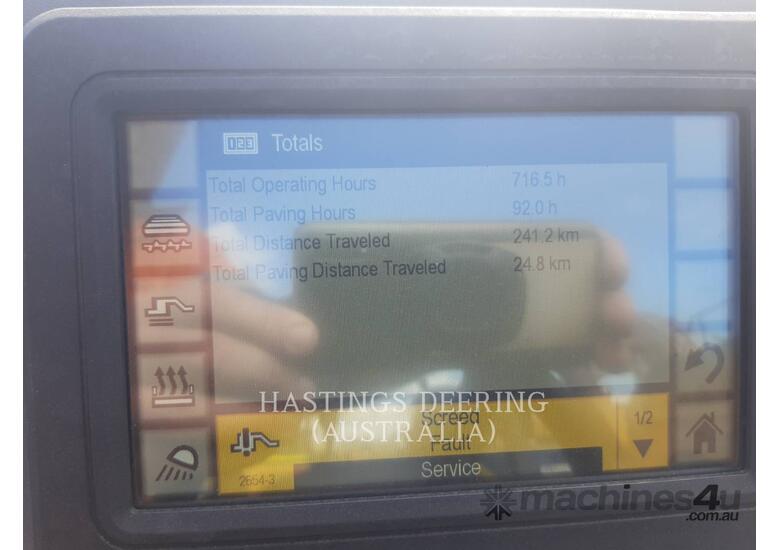 123 Totals
Total Operating Hours 716.5 h
Total Paving Hours 92.0 h
Total Distance Traveled 241.2 km
Total Paving Distance Traveled 24.8 km
HASTINGS DEERING
(AUSTRALIA)
Screed
Fault
Service
1/2
2654-3
machines4u
.com.au